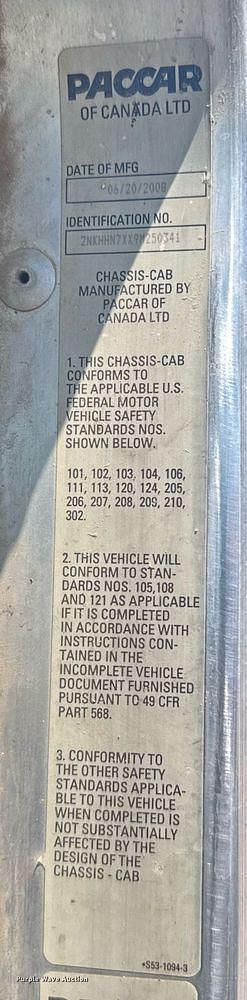 PACCAR
OF CANADA LTD
DATE OF MFG
*06/20/2008
IDENTIFICATION NO.
2NKHHN7XX9M250341
CHASSIS-CAB
MANUFACTURED BY
PACCAR OF
CANADA LTD
1. THIS CHASSIS-CAB
CONFORMS TO
THE APPLICABLE U.S.
FEDERAL MOTOR
VEHICLE SAFETY
STANDARDS NOS.
SHOWN BELOW.
101, 102, 103, 104, 106,
111, 113, 120, 124, 205,
206, 207, 208, 209, 210,
302.
2. THIS VEHICLE WILL
CONFORM TO STAN-
DARDS NOS. 105,108
AND 121 AS APPLICABLE
IF IT IS COMPLETED
IN ACCORDANCE WITH
INSTRUCTIONS CON-
TAINED IN THE
INCOMPLETE VEHICLE
DOCUMENT FURNISHED
PURSUANT TO 49 CFR
PART 568.
3. CONFORMITY TO
THE OTHER SAFETY
STANDARDS APPLICA-
BLE TO THIS VEHICLE
WHEN COMPLETED IS
NOT SUBSTANTIALLY
AFFECTED BY THE
DESIGN OF THE
CHASSIS - CAB
*S53-1094-3
Purple Wave Auction